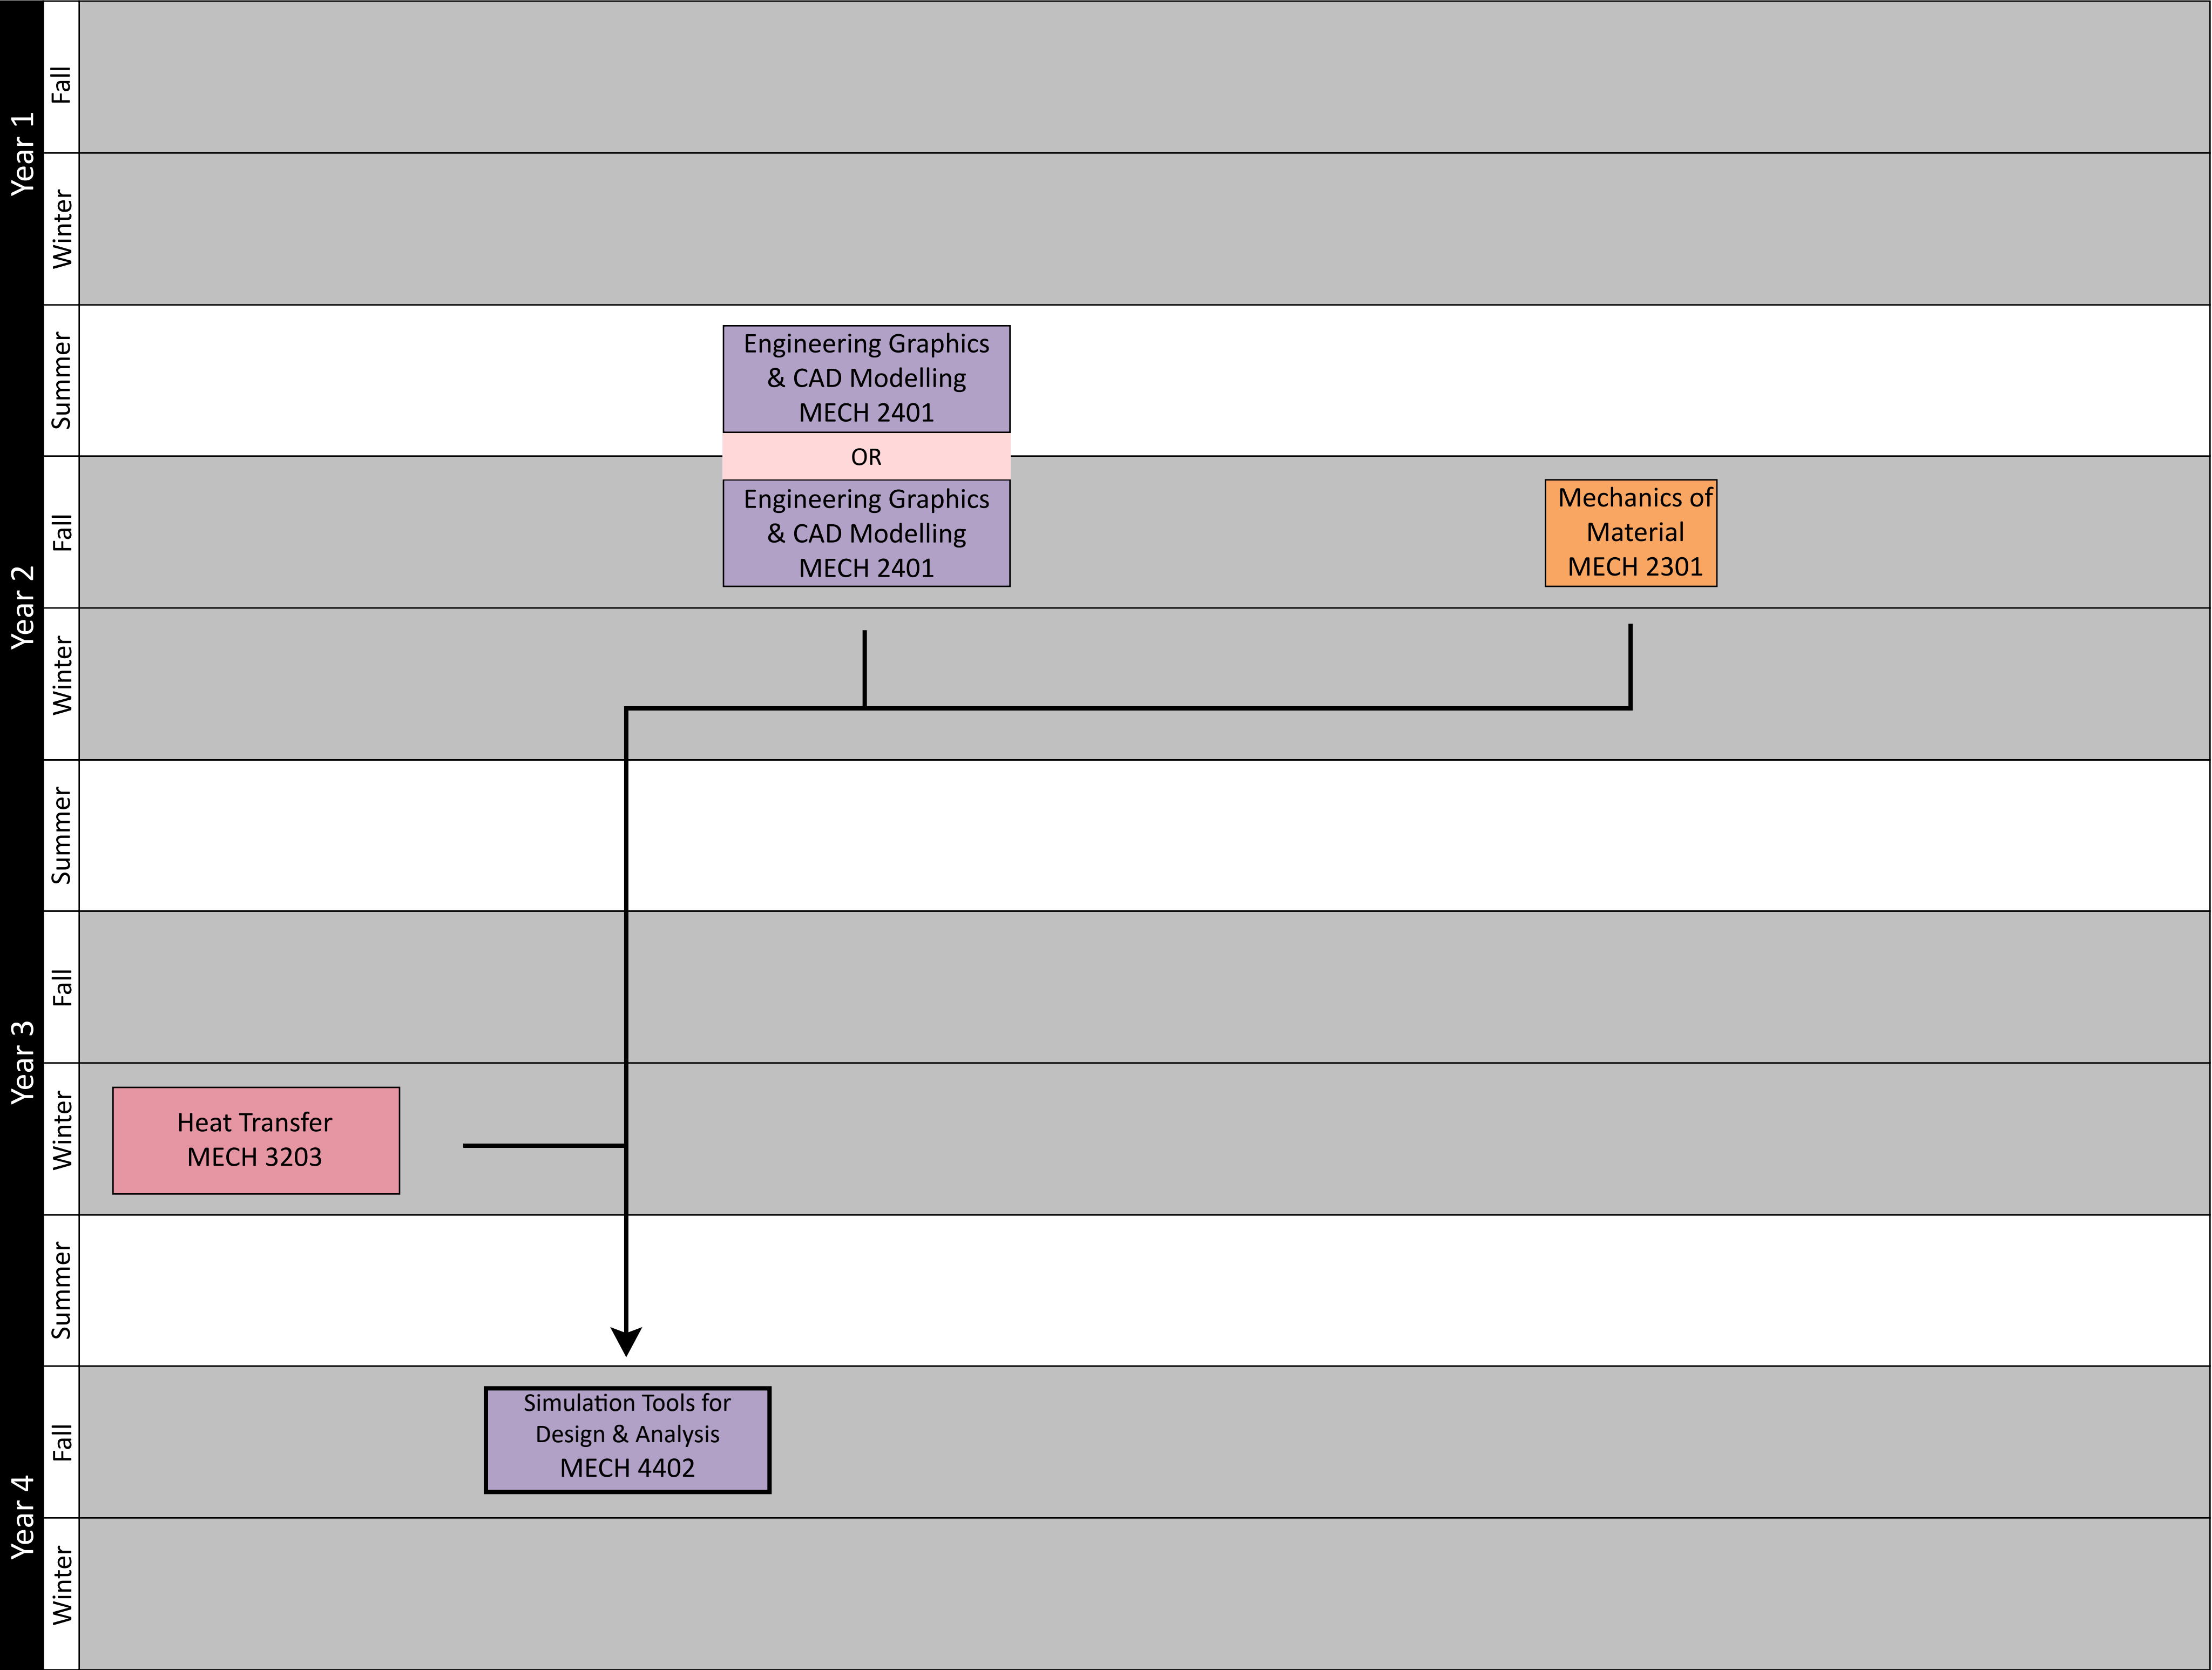 Year 1
Fall
Winter
Summer
Engineering Graphics
& CAD Modelling
MECH 2401
OR
Year 2
Fall
Engineering Graphics
& CAD Modelling
MECH 2401
Mechanics of
Material
MECH 2301
Winter
Summer
Year 3
Fall
Winter
Heat Transfer
MECH 3203
Summer
Year 4
Fall
Simulation Tools for
Design & Analysis
MECH 4402
Winter